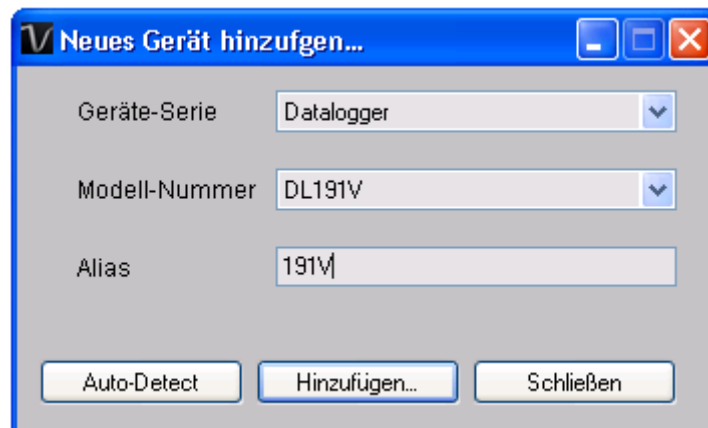 Neues Gerät hinzufgen...
Geräte-Serie Datalogger
Modell-Nummer DL191V
Alias 191V
Auto-Detect Hinzufügen... Schließen